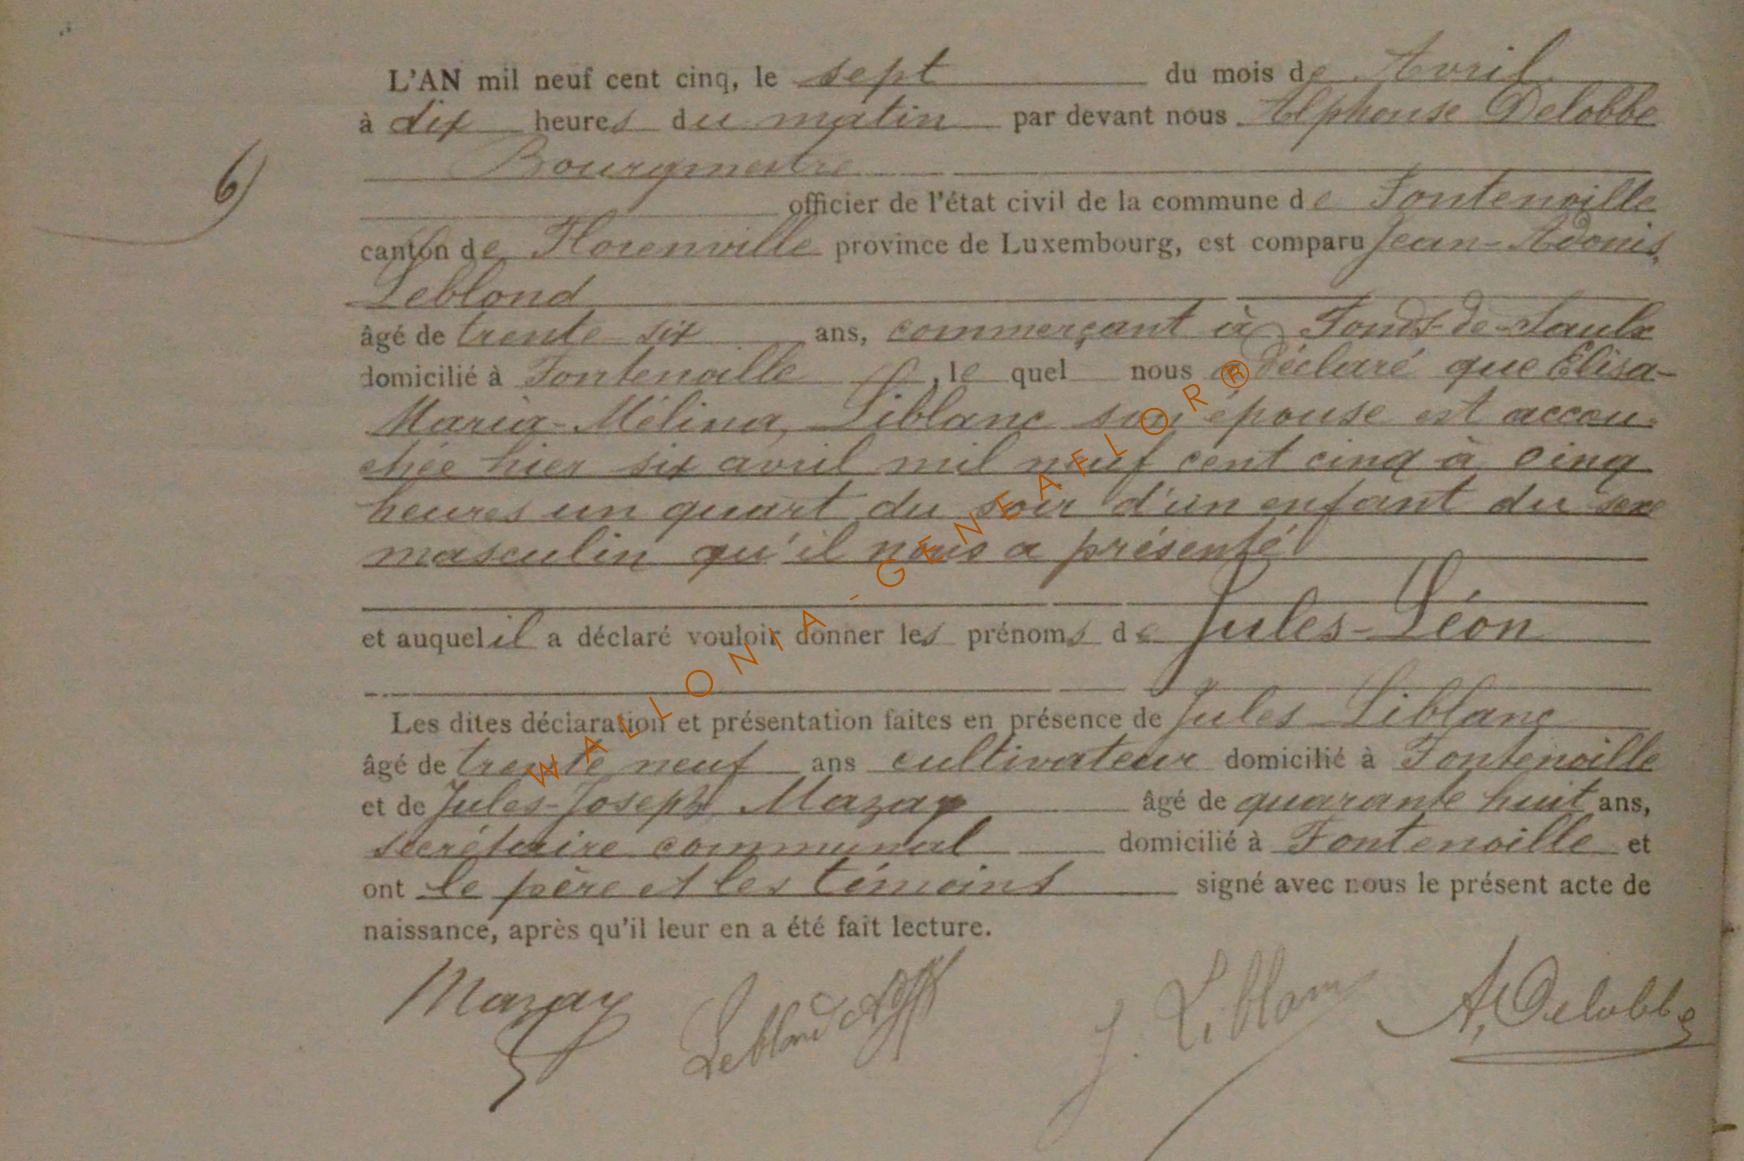 L'AN mil neuf cent cinq, le sept du mois de Avril
à dix heures du matin par devant nous Alphonse Delobbe
Bourgmestre
6)
officier de l'état civil de la commune de Fontenoille
canton de Florenville province de Luxembourg, est comparu Jean-Adonis,
Leblond
âgé de trente six ans, commerçant à Fonds-de-Saulx
domicilié à Fontenoille, le quel nous a déclaré que Elisa-
Maria-Mélina, Liblanc son épouse est accou-
chée hier six avril mil neuf cent cinq à cinq
heures un quart du soir d'un enfant du sexe
masculin qu'il nous a présenté
et auquel il a déclaré vouloir donner les prénoms de Jules-Léon
Les dites déclaration et présentation faites en présence de Jules Liblanc
âgé de trente neuf ans cultivateur domicilié à Fontenoille
et de Jules-Joseph Mazay âgé de quarante huit ans,
secrétaire communal domicilié à Fontenoille et
ont le père et les témoins signé avec nous le présent acte de
naissance, après qu'il leur en a été fait lecture.
Mazay Leblond J. Liblanc A. Delobbe
WALLONIA-GENEAFLOR®